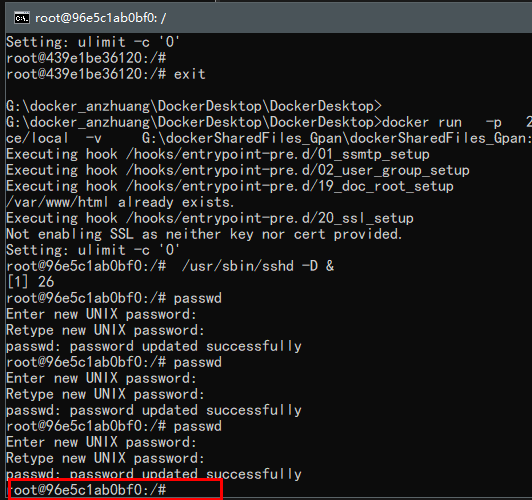 root@96e5c1ab0bf0: /
Setting: ulimit -c '0'
root@439e1be36120:/#
root@439e1be36120:/# exit
G:\docker_anzhuang\DockerDesktop\DockerDesktop>
G:\docker_anzhuang\DockerDesktop\DockerDesktop>docker run -p 2
ce/local -v G:\dockerSharedFiles_Gpan\dockerSharedFiles_Gpan:
Executing hook /hooks/entrypoint-pre.d/01_ssmtp_setup
Executing hook /hooks/entrypoint-pre.d/02_user_group_setup
Executing hook /hooks/entrypoint-pre.d/19_doc_root_setup
/var/www/html already exists.
Executing hook /hooks/entrypoint-pre.d/20_ssl_setup
Not enabling SSL as neither key nor cert provided.
Setting: ulimit -c '0'
root@96e5c1ab0bf0:/# /usr/sbin/sshd -D &
[1] 26
root@96e5c1ab0bf0:/# passwd
Enter new UNIX password:
Retype new UNIX password:
passwd: password updated successfully
root@96e5c1ab0bf0:/# passwd
Enter new UNIX password:
Retype new UNIX password:
passwd: password updated successfully
root@96e5c1ab0bf0:/# passwd
Enter new UNIX password:
Retype new UNIX password:
passwd: password updated successfully
root@96e5c1ab0bf0:/#